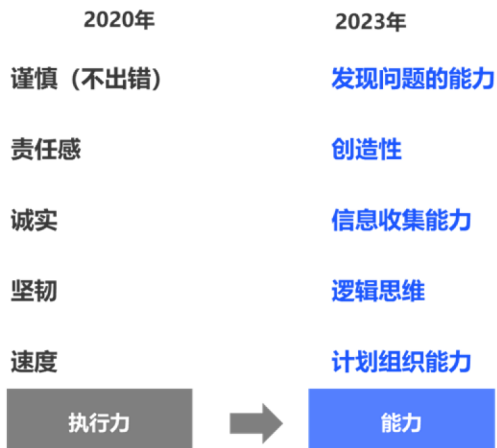 2020年 2023年
谨慎（不出错） 发现问题的能力
责任感 创造性
诚实 信息收集能力
坚韧 逻辑思维
速度 计划组织能力
执行力 能力